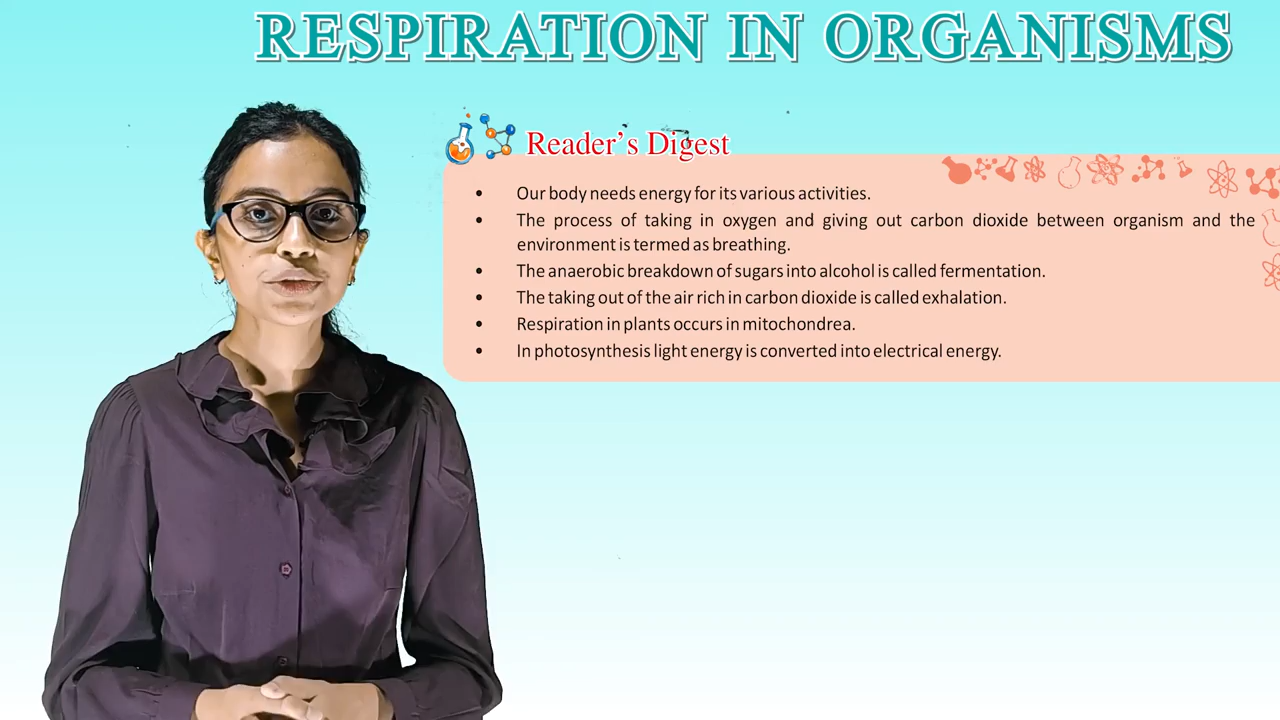 RESPIRATION IN ORGANISMS
Reader's Digest
• Our body needs energy for its various activities.
• The process of taking in oxygen and giving out carbon dioxide between organism and the
environment is termed as breathing.
• The anaerobic breakdown of sugars into alcohol is called fermentation.
• The taking out of the air rich in carbon dioxide is called exhalation.
• Respiration in plants occurs in mitochondrea.
• In photosynthesis light energy is converted into electrical energy.